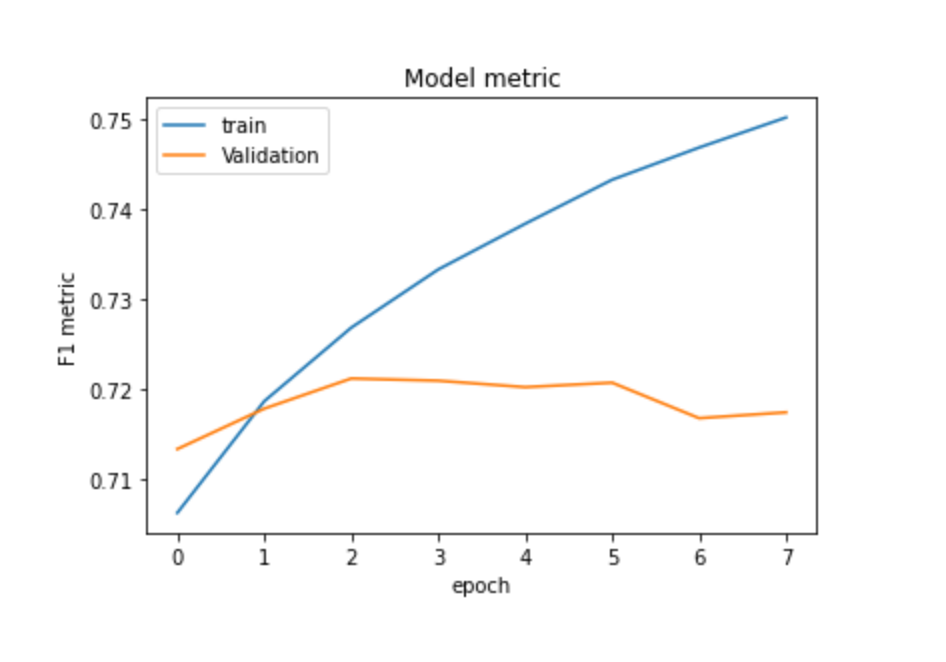 Model metric
train
Validation
0.75
0.74
0.73
0.72
0.71
F1 metric
0 1 2 3 4 5 6 7
epoch